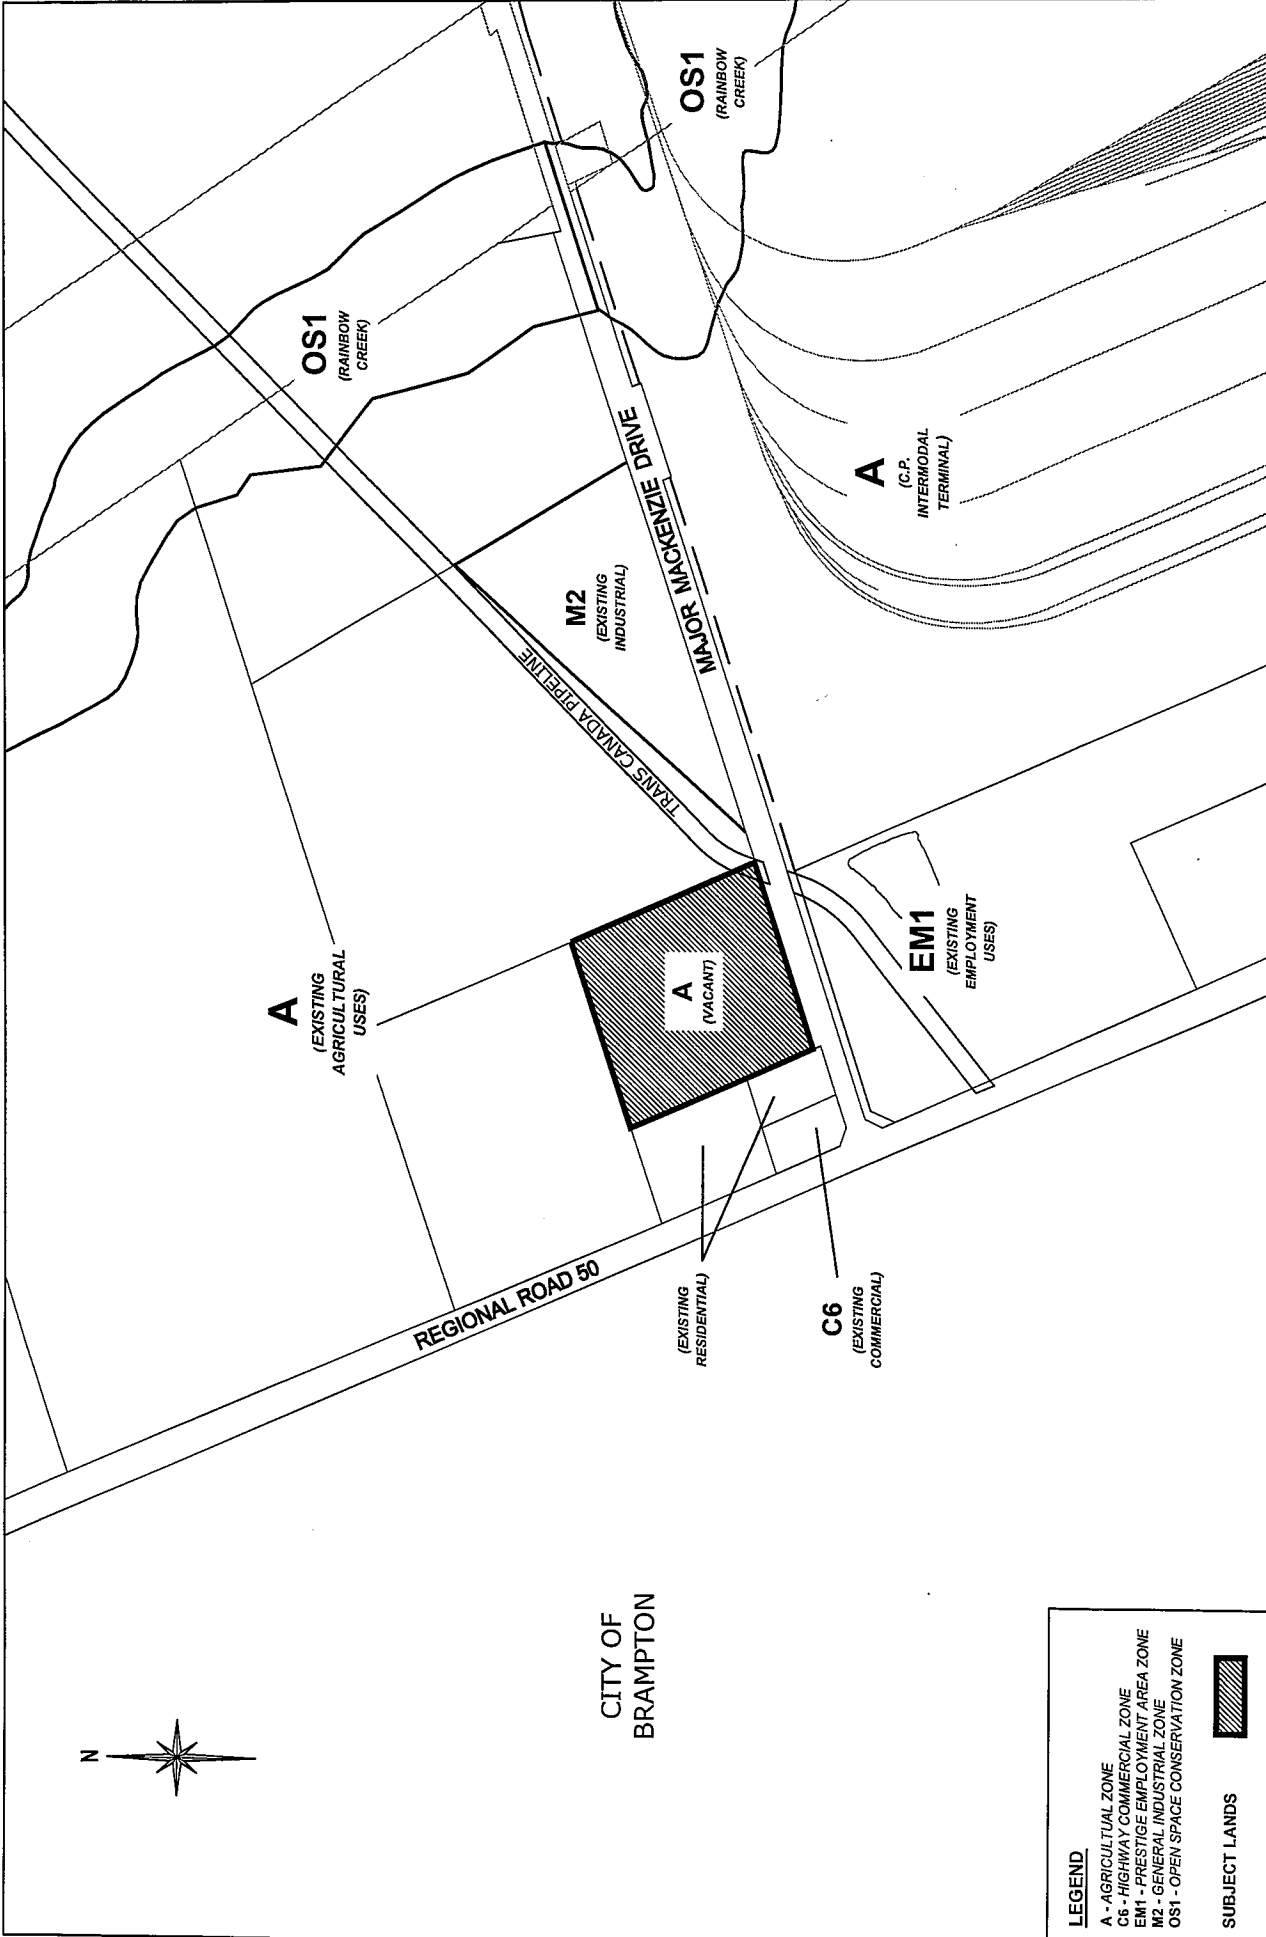 N
CITY OF
BRAMPTON
REGIONAL ROAD 50
A
(EXISTING
AGRICULTURAL
USES)
OS1
(RAINBOW
CREEK)
OS1
(RAINBOW
CREEK)
TRANS CANADA PIPELINE
M2
(EXISTING
INDUSTRIAL)
MAJOR MACKENZIE DRIVE
A
(VACANT)
(EXISTING
RESIDENTIAL)
C6
(EXISTING
COMMERCIAL)
EM1
(EXISTING
EMPLOYMENT
USES)
A
(C.P.
INTERMODAL
TERMINAL)
LEGEND
A - AGRICULTUAL ZONE
C6 - HIGHWAY COMMERCIAL ZONE
EM1 - PRESTIGE EMPLOYMENT AREA ZONE
M2 - GENERAL INDUSTRIAL ZONE
OS1 - OPEN SPACE CONSERVATION ZONE
SUBJECT LANDS